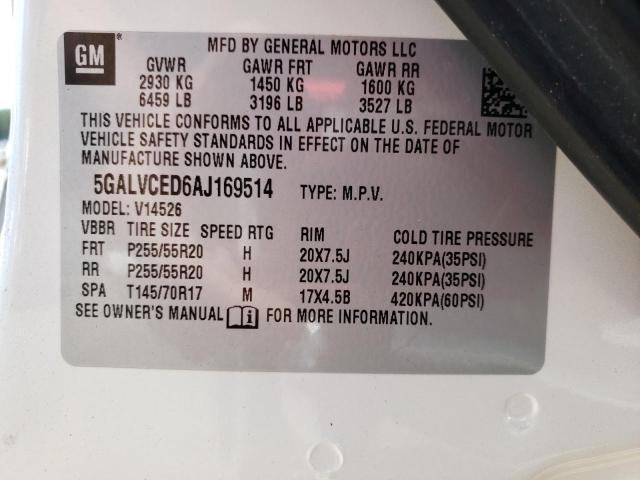 GM
MFD BY GENERAL MOTORS LLC
GVWR GAWR FRT GAWR RR
2930 KG 1450 KG 1600 KG
6459 LB 3196 LB 3527 LB
THIS VEHICLE CONFORMS TO ALL APPLICABLE U.S. FEDERAL MOTOR
VEHICLE SAFETY STANDARDS IN EFFECT ON THE DATE OF
MANUFACTURE SHOWN ABOVE.
5GALVCED6AJ169514 TYPE: M.P.V.
MODEL: V14526
VBBR TIRE SIZE SPEED RTG RIM COLD TIRE PRESSURE
FRT P255/55R20 H 20X7.5J 240KPA(35PSI)
RR P255/55R20 H 20X7.5J 240KPA(35PSI)
SPA T145/70R17 M 17X4.5B 420KPA(60PSI)
SEE OWNER'S MANUAL FOR MORE INFORMATION.